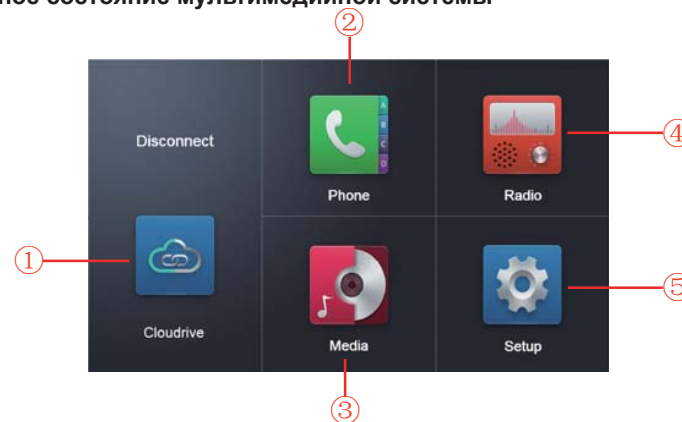 состояние мультимедийной системы
②
Disconnect
A
B
C
D
④
Phone
Radio
①
⑤
Cloudrive
Media
Setup
③